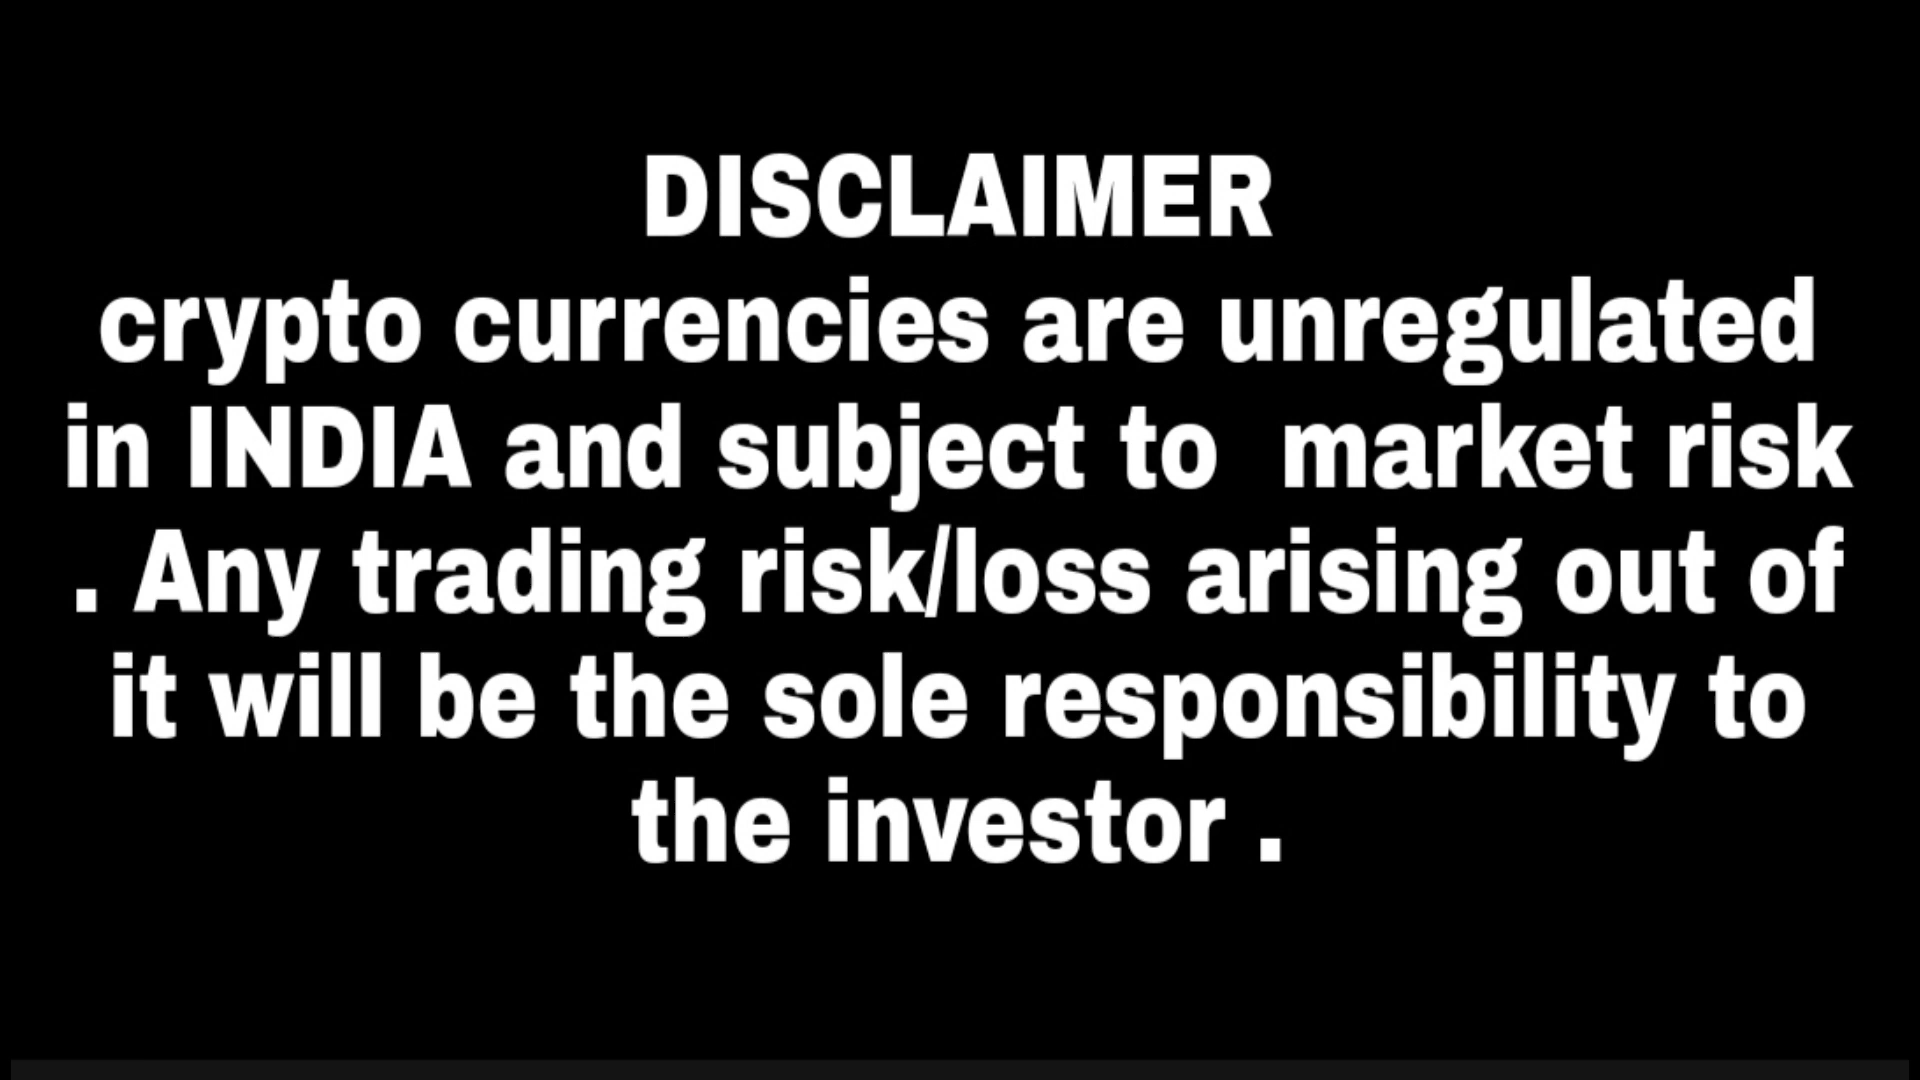 DISCLAIMER
crypto currencies are unregulated
in INDIA and subject to  market risk
. Any trading risk/loss arising out of
it will be the sole responsibility to
the investor .